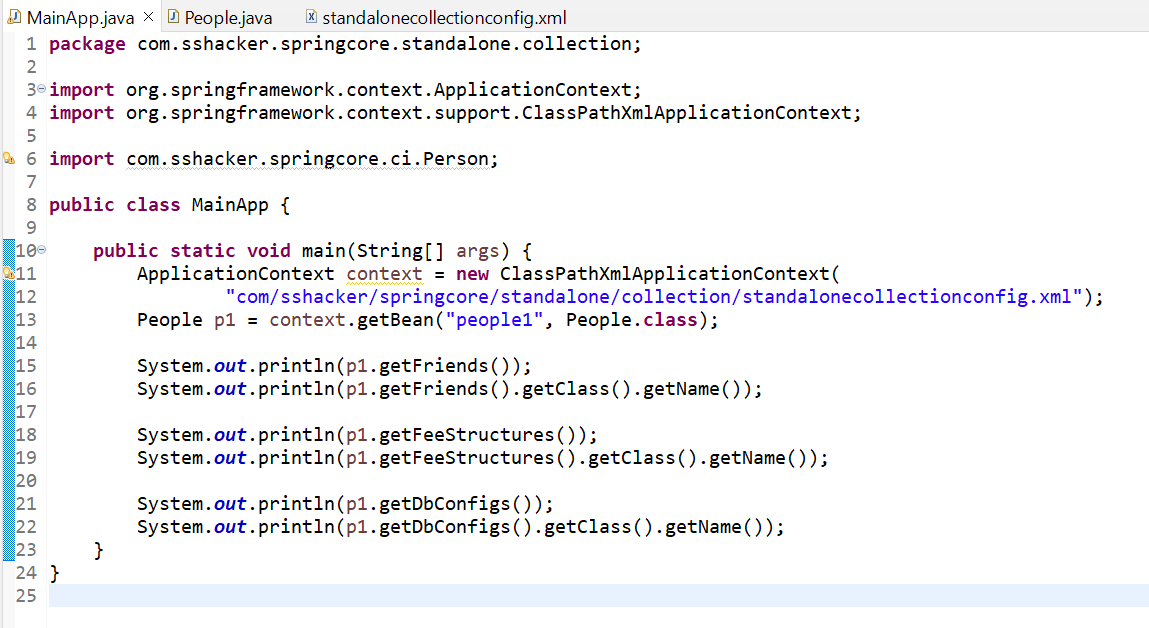 MainApp.java People.java standalonecollectionconfig.xml
1 package com.sshacker.springcore.standalone.collection;
2
3 import org.springframework.context.ApplicationContext;
4 import org.springframework.context.support.ClassPathXmlApplicationContext;
5
6 import com.sshacker.springcore.ci.Person;
7
8 public class MainApp {
9
10     public static void main(String[] args) {
11         ApplicationContext context = new ClassPathXmlApplicationContext(
12                 "com/sshacker/springcore/standalone/collection/standalonecollectionconfig.xml");
13         People p1 = context.getBean("people1", People.class);
14
15         System.out.println(p1.getFriends());
16         System.out.println(p1.getFriends().getClass().getName());
17
18         System.out.println(p1.getFeeStructures());
19         System.out.println(p1.getFeeStructures().getClass().getName());
20
21         System.out.println(p1.getDbConfigs());
22         System.out.println(p1.getDbConfigs().getClass().getName());
23     }
24 }
25